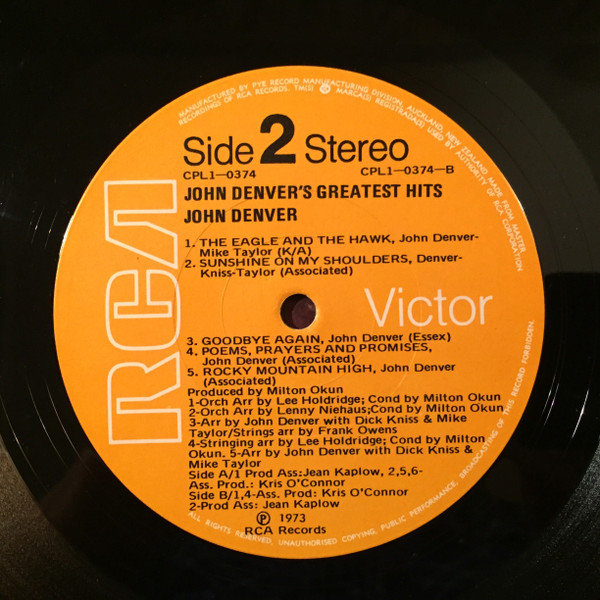 MANUFACTURED BY PYE RECORD MANUFACTURING DIVISION, AUCKLAND, NEW ZEALAND. MADE FROM MASTER
RECORDINGS OF RCA RECORDS. TM(S) MARCA(S) REGISTRADA(S) USED BY AUTHORITY OF RCA CORPORATION
Side 2 Stereo
CPL1—0374 CPL1—0374—B
JOHN DENVER'S GREATEST HITS
JOHN DENVER
1. THE EAGLE AND THE HAWK, John Denver-
Mike Taylor (K/A)
2. SUNSHINE ON MY SHOULDERS, Denver-
Kniss-Taylor (Associated)
RCA
Victor
3. GOODBYE AGAIN, John Denver (Essex)
4. POEMS, PRAYERS AND PROMISES,
John Denver (Associated)
5. ROCKY MOUNTAIN HIGH, John Denver
(Associated)
Produced by Milton Okun
1-Orch Arr by Lee Holdridge; Cond by Milton Okun
2-Orch Arr by Lenny Niehaus;Cond by Milton Okun
3-Arr by John Denver with Dick Kniss & Mike
Taylor/Strings arr by Frank Owens
4-Stringing arr by Lee Holdridge; Cond by Milton
Okun. 5-Arr by John Denver with Dick Kniss &
Mike Taylor
Side A/1 Prod Ass:Jean Kaplow, 2,5,6-
Ass. Prod.: Kris O'Connor
Side B/1,4-Ass. Prod: Kris O'Connor
2-Prod Ass: Jean Kaplow
℗ 1973
RCA Records
ALL RIGHTS RESERVED. UNAUTHORISED COPYING, PUBLIC PERFORMANCE, BROADCASTING OF THIS RECORD FORBIDDEN.